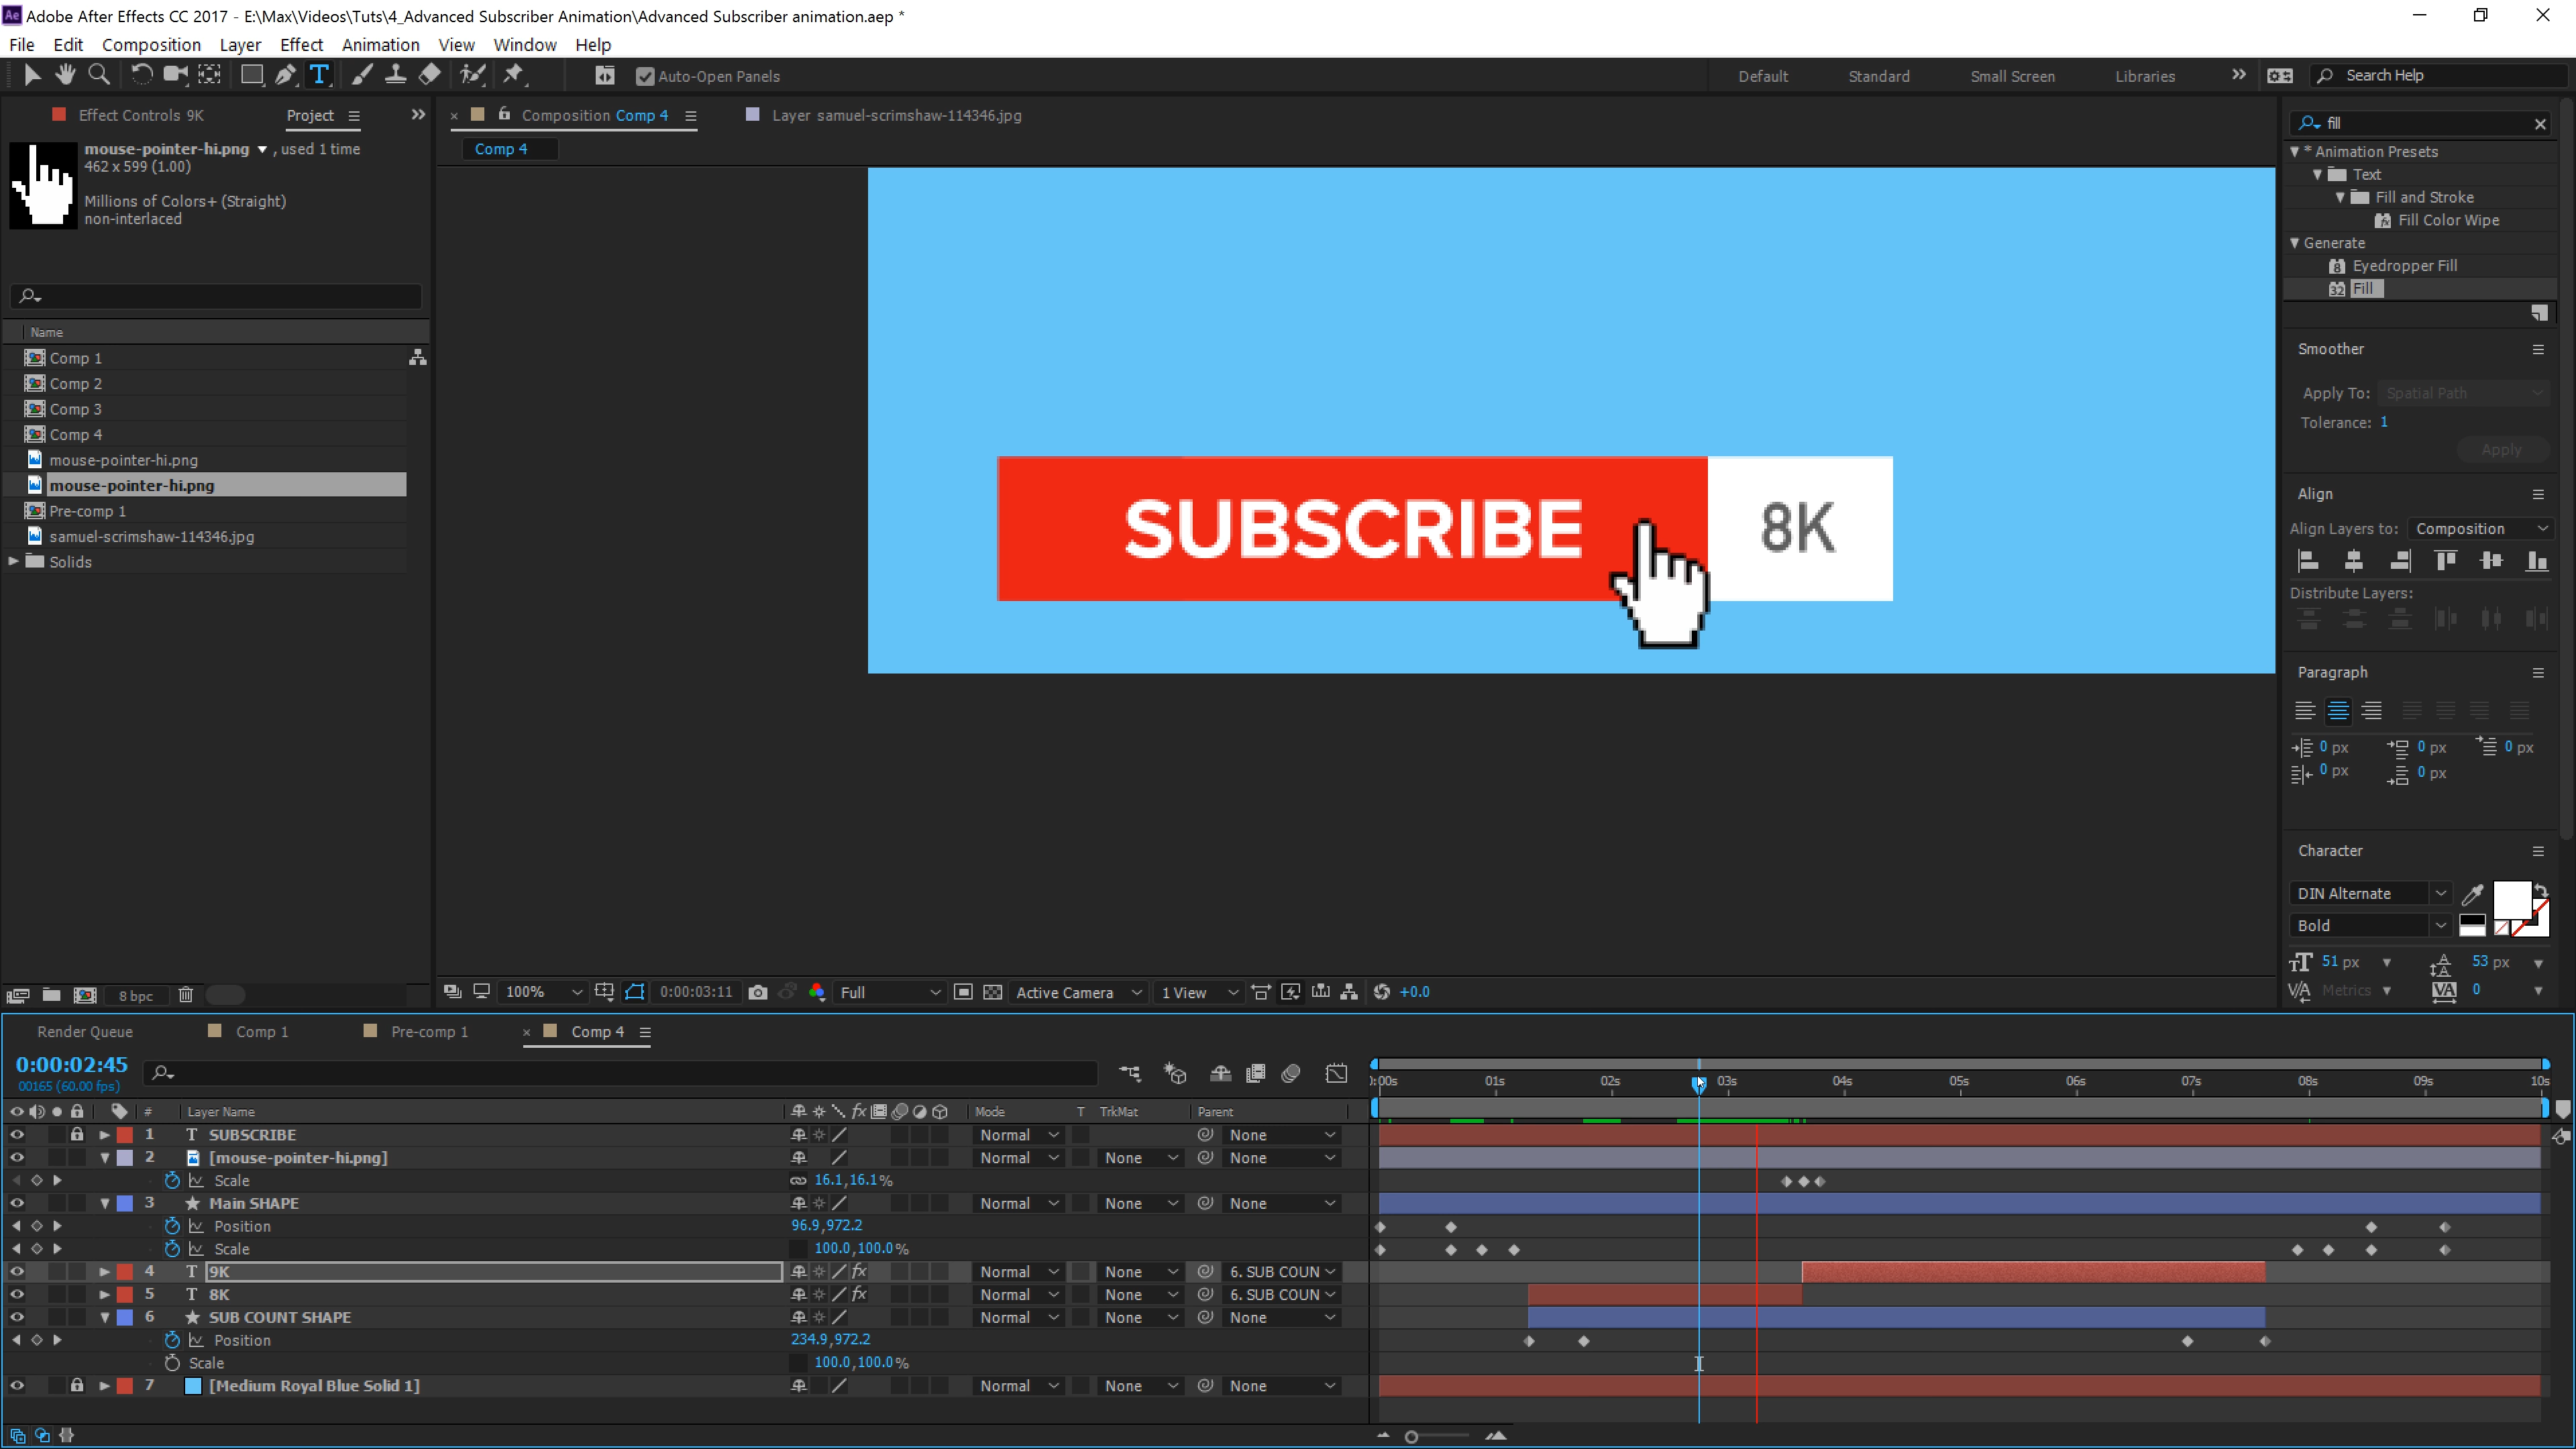 Adobe After Effects CC 2017 - E:\Max\Videos\Tuts\4_Advanced Subscriber Animation\Advanced Subscriber animation.aep *
File Edit Composition Layer Effect Animation View Window Help
Auto-Open Panels
Default Standard Small Screen Libraries Search Help
Effect Controls 9K Project
Composition Comp 4 Layer samuel-scrimshaw-114346.jpg
Comp 4
mouse-pointer-hi.png , used 1 time
462 x 599 (1.00)
Millions of Colors+ (Straight)
non-interlaced
Name
Comp 1
Comp 2
Comp 3
Comp 4
mouse-pointer-hi.png
mouse-pointer-hi.png
Pre-comp 1
samuel-scrimshaw-114346.jpg
Solids
8 bpc
SUBSCRIBE 8K
100% 0:00:03:11 Full Active Camera 1 View +0.0
fill
* Animation Presets
Text
Fill and Stroke
Fill Color Wipe
Generate
Eyedropper Fill
Fill
Smoother
Apply To: Spatial Path
Tolerance: 1
Apply
Align
Align Layers to: Composition
Distribute Layers:
Paragraph
0 px 0 px 0 px
0 px 0 px
Character
DIN Alternate
Bold
51 px 53 px
Metrics 0
Render Queue Comp 1 Pre-comp 1 Comp 4
0:00:02:45
00165 (60.00 fps)
0:00s 01s 02s 03s 04s 05s 06s 07s 08s 09s 10s
# Layer Name Mode T TrkMat Parent
1 T SUBSCRIBE Normal None
2 [mouse-pointer-hi.png] Normal None None
Scale 16.1,16.1%
3 Main SHAPE Normal None None
Position 96.9,972.2
Scale 100.0,100.0%
4 T 9K Normal None 6. SUB COUN
5 T 8K Normal None 6. SUB COUN
6 SUB COUNT SHAPE Normal None None
Position 234.9,972.2
Scale 100.0,100.0%
7 [Medium Royal Blue Solid 1] Normal None None